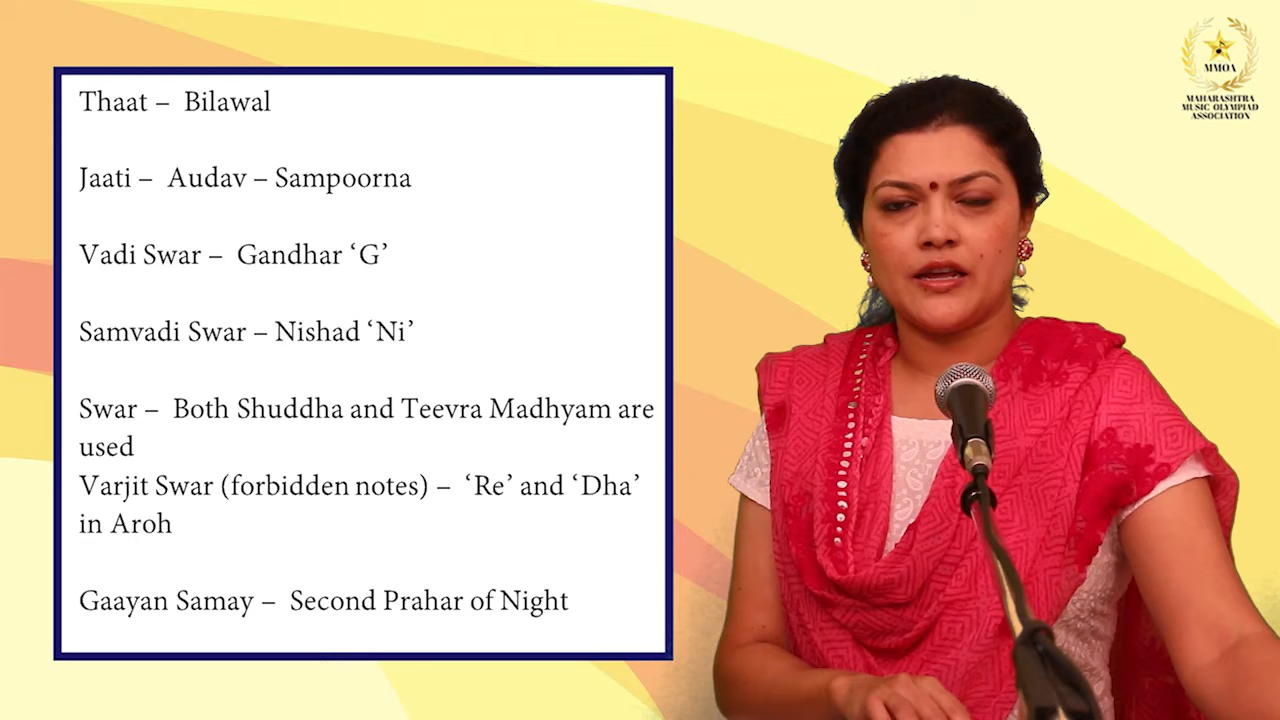 Thaat – Bilawal
Jaati – Audav – Sampoorna
Vadi Swar – Gandhar ‘G’
Samvadi Swar – Nishad ‘Ni’
Swar – Both Shuddha and Teevra Madhyam are
used
Varjit Swar (forbidden notes) – ‘Re’ and ‘Dha’
in Aroh
Gaayan Samay – Second Prahar of Night
MMOA
MAHARASHTRA
MUSIC OLYMPIAD
ASSOCIATION